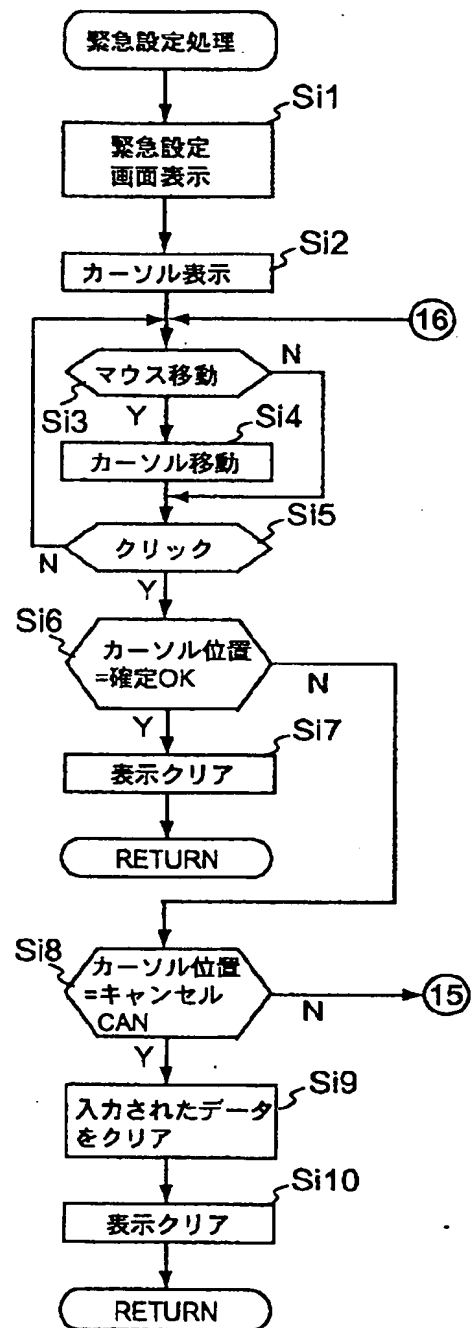 緊急設定処理
Si1
緊急設定
画面表示
Si2
カーソル表示
16
マウス移動
N
Si3
Y
Si4
カーソル移動
Si5
クリック
N
Y
Si6
カーソル位置
=確定OK
N
Y
Si7
表示クリア
RETURN
Si8
カーソル位置
=キャンセル
CAN
N
15
Y
Si9
入力されたデータ
をクリア
Si10
表示クリア
RETURN